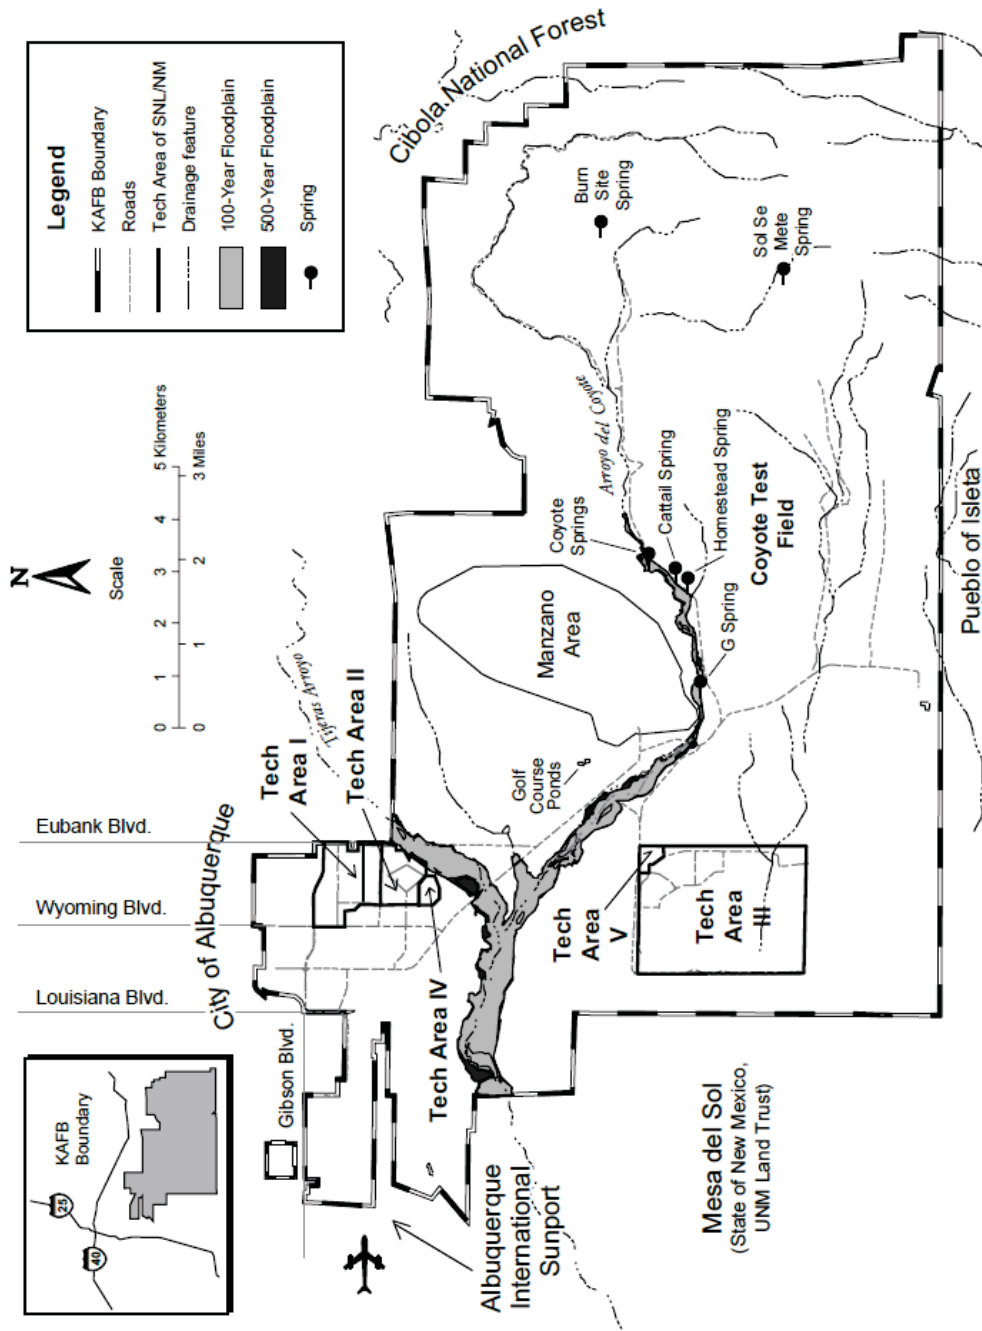 KAFB
Boundary
25
40
Legend
KAFB Boundary
Roads
Tech Area of SNL/NM
Drainage feature
100-Year Floodplain
500-Year Floodplain
Spring
N
Scale
0 1 2 3 4 5 Kilometers
0 1 2 3 Miles
Gibson Blvd.
Louisiana Blvd.
Wyoming Blvd.
Eubank Blvd.
City of Albuquerque
Tijeras Arroyo
Cibola National Forest
Tech
Area I
Tech Area II
Tech Area IV
Albuquerque
International
Sunport
Golf
Course
Ponds
Manzano
Area
Coyote
Springs
Arroyo del Coyote
Cattail Spring
Homestead Spring
G Spring
Burn
Site
Spring
Sol Se
Mete
Spring
Coyote Test
Field
Tech
Area
V
Tech
Area
III
Mesa del Sol
(State of New Mexico,
UNM Land Trust)
Pueblo of Isleta